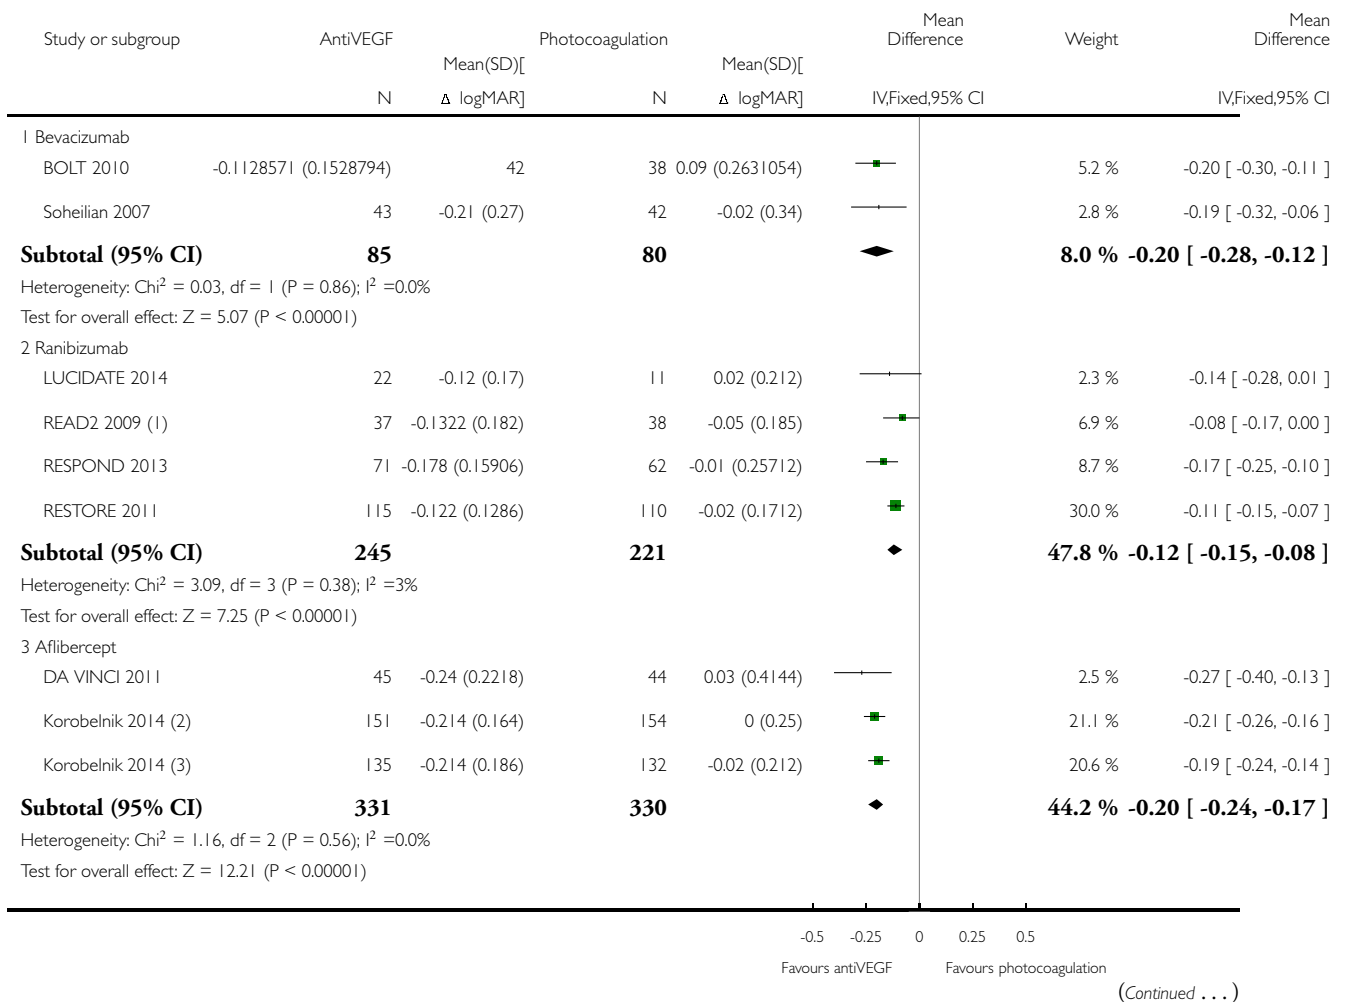 Study or subgroup AntiVEGF Photocoagulation Mean Difference Weight Mean Difference
Mean(SD)[ Mean(SD)[
N Δ logMAR] N Δ logMAR] IV,Fixed,95% CI IV,Fixed,95% CI
1 Bevacizumab
BOLT 2010 -0.1128571 (0.1528794) 42 38 0.09 (0.2631054) 5.2 % -0.20 [ -0.30, -0.11 ]
Soheilian 2007 43 -0.21 (0.27) 42 -0.02 (0.34) 2.8 % -0.19 [ -0.32, -0.06 ]
Subtotal (95% CI) 85 80 8.0 % -0.20 [ -0.28, -0.12 ]
Heterogeneity: Chi² = 0.03, df = 1 (P = 0.86); I² =0.0%
Test for overall effect: Z = 5.07 (P < 0.00001)
2 Ranibizumab
LUCIDATE 2014 22 -0.12 (0.17) 11 0.02 (0.212) 2.3 % -0.14 [ -0.28, 0.01 ]
READ2 2009 (1) 37 -0.1322 (0.182) 38 -0.05 (0.185) 6.9 % -0.08 [ -0.17, 0.00 ]
RESPOND 2013 71 -0.178 (0.15906) 62 -0.01 (0.25712) 8.7 % -0.17 [ -0.25, -0.10 ]
RESTORE 2011 115 -0.122 (0.1286) 110 -0.02 (0.1712) 30.0 % -0.11 [ -0.15, -0.07 ]
Subtotal (95% CI) 245 221 47.8 % -0.12 [ -0.15, -0.08 ]
Heterogeneity: Chi² = 3.09, df = 3 (P = 0.38); I² =3%
Test for overall effect: Z = 7.25 (P < 0.00001)
3 Aflibercept
DA VINCI 2011 45 -0.24 (0.2218) 44 0.03 (0.4144) 2.5 % -0.27 [ -0.40, -0.13 ]
Korobelnik 2014 (2) 151 -0.214 (0.164) 154 0 (0.25) 21.1 % -0.21 [ -0.26, -0.16 ]
Korobelnik 2014 (3) 135 -0.214 (0.186) 132 -0.02 (0.212) 20.6 % -0.19 [ -0.24, -0.14 ]
Subtotal (95% CI) 331 330 44.2 % -0.20 [ -0.24, -0.17 ]
Heterogeneity: Chi² = 1.16, df = 2 (P = 0.56); I² =0.0%
Test for overall effect: Z = 12.21 (P < 0.00001)
-0.5 -0.25 0 0.25 0.5
Favours antiVEGF Favours photocoagulation
(Continued . . . )